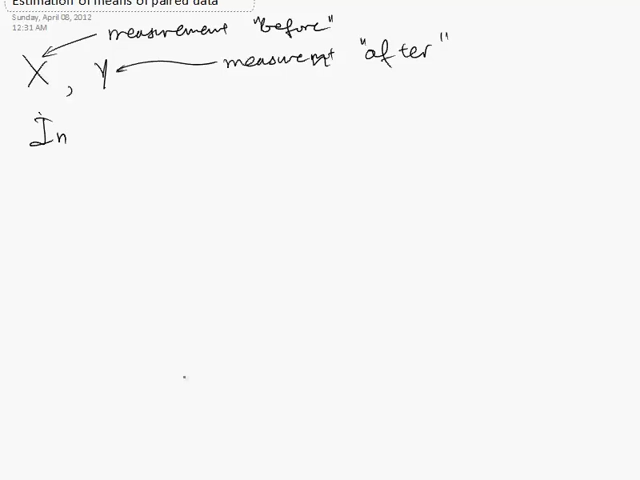 Estimation of means of paired data
Sunday, April 08, 2012
12:31 AM
measurement "before"
X, Y measurement "after"
In